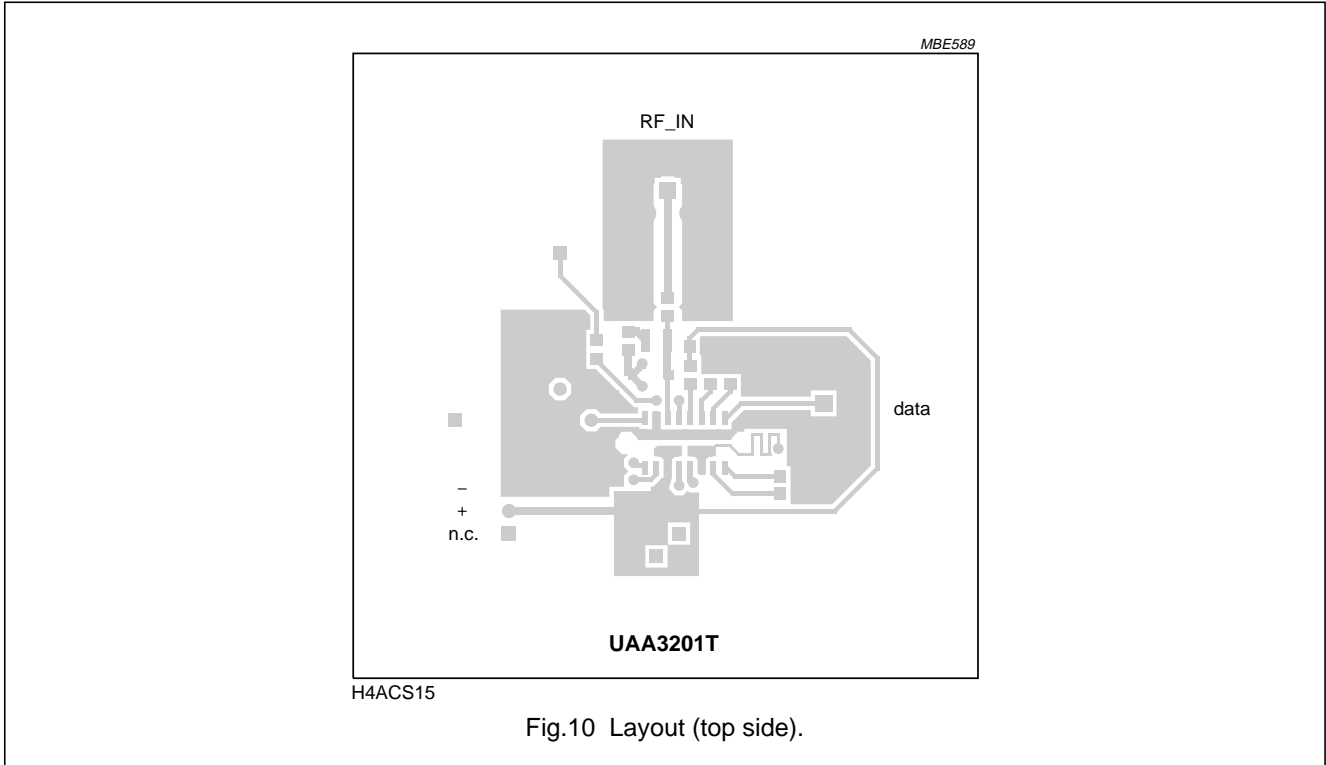 MBE589
RF_IN
data
–
+
n.c.
UAA3201T
H4ACS15
Fig.10 Layout (top side).